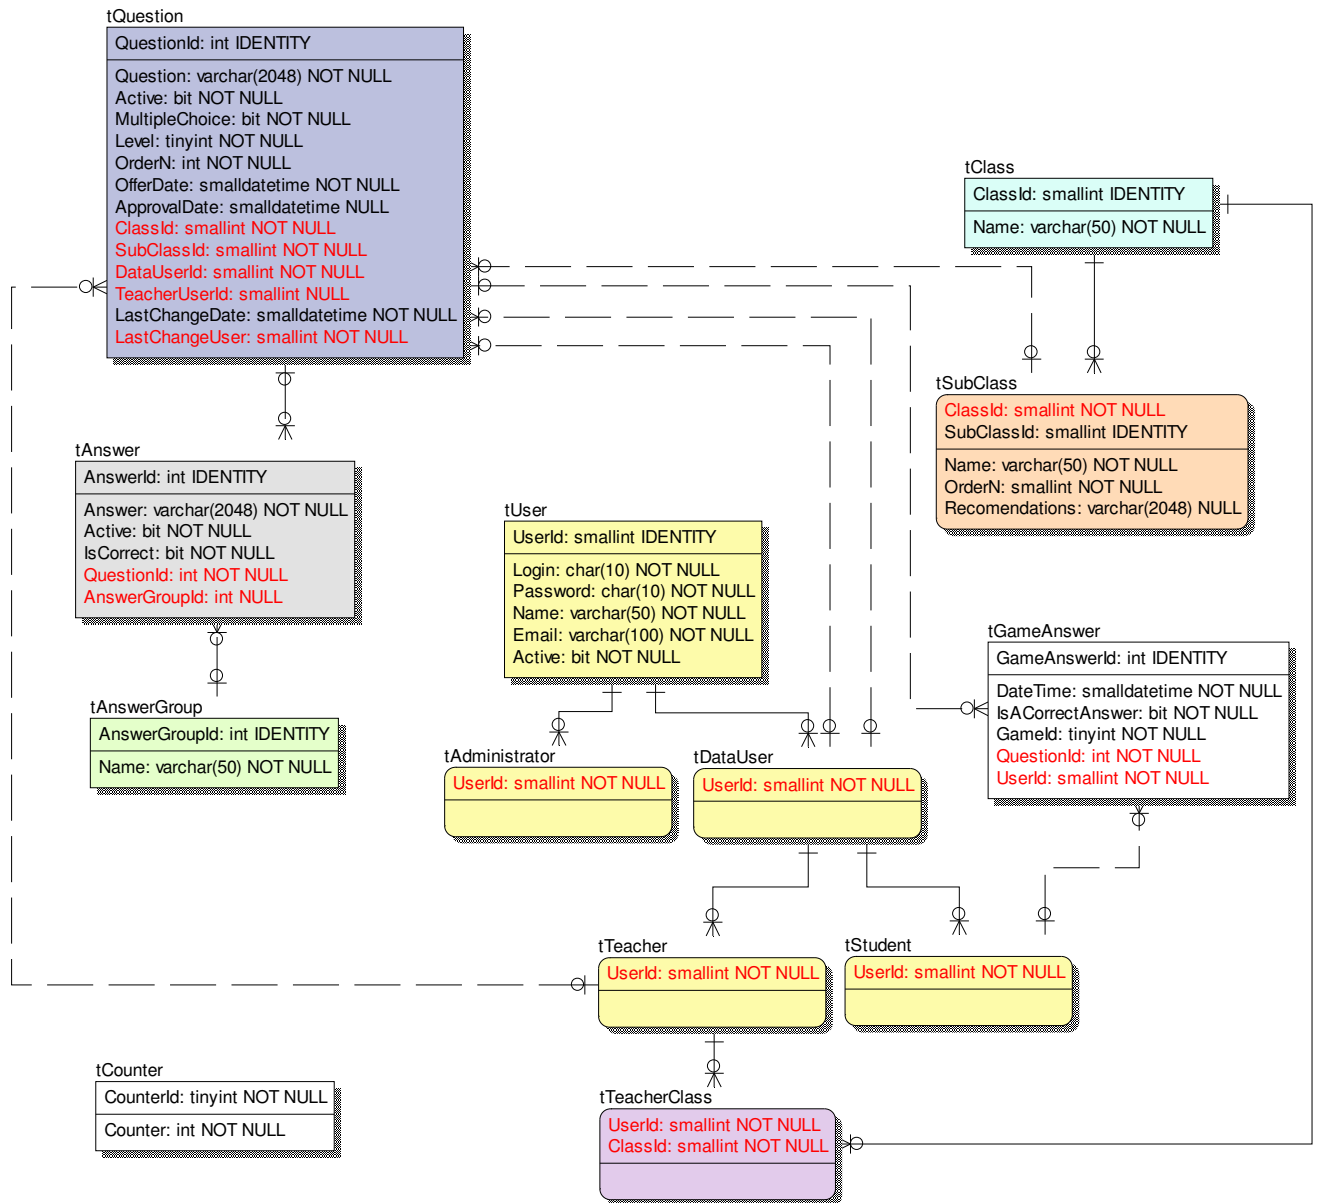 tQuestion
QuestionId: int IDENTITY
Question: varchar(2048) NOT NULL
Active: bit NOT NULL
MultipleChoice: bit NOT NULL
Level: tinyint NOT NULL
OrderN: int NOT NULL
OfferDate: smalldatetime NOT NULL
ApprovalDate: smalldatetime NULL
ClassId: smallint NOT NULL
SubClassId: smallint NOT NULL
DataUserId: smallint NOT NULL
TeacherUserId: smallint NULL
LastChangeDate: smalldatetime NOT NULL
LastChangeUser: smallint NOT NULL
tClass
ClassId: smallint IDENTITY
Name: varchar(50) NOT NULL
tSubClass
ClassId: smallint NOT NULL
SubClassId: smallint IDENTITY
Name: varchar(50) NOT NULL
OrderN: smallint NOT NULL
Recomendations: varchar(2048) NULL
tAnswer
AnswerId: int IDENTITY
Answer: varchar(2048) NOT NULL
Active: bit NOT NULL
IsCorrect: bit NOT NULL
QuestionId: int NOT NULL
AnswerGroupId: int NULL
tUser
UserId: smallint IDENTITY
Login: char(10) NOT NULL
Password: char(10) NOT NULL
Name: varchar(50) NOT NULL
Email: varchar(100) NOT NULL
Active: bit NOT NULL
tGameAnswer
GameAnswerId: int IDENTITY
DateTime: smalldatetime NOT NULL
IsACorrectAnswer: bit NOT NULL
GameId: tinyint NOT NULL
QuestionId: int NOT NULL
UserId: smallint NOT NULL
tAnswerGroup
AnswerGroupId: int IDENTITY
Name: varchar(50) NOT NULL
tAdministrator
UserId: smallint NOT NULL
tDataUser
UserId: smallint NOT NULL
tTeacher
UserId: smallint NOT NULL
tStudent
UserId: smallint NOT NULL
tCounter
CounterId: tinyint NOT NULL
Counter: int NOT NULL
tTeacherClass
UserId: smallint NOT NULL
ClassId: smallint NOT NULL